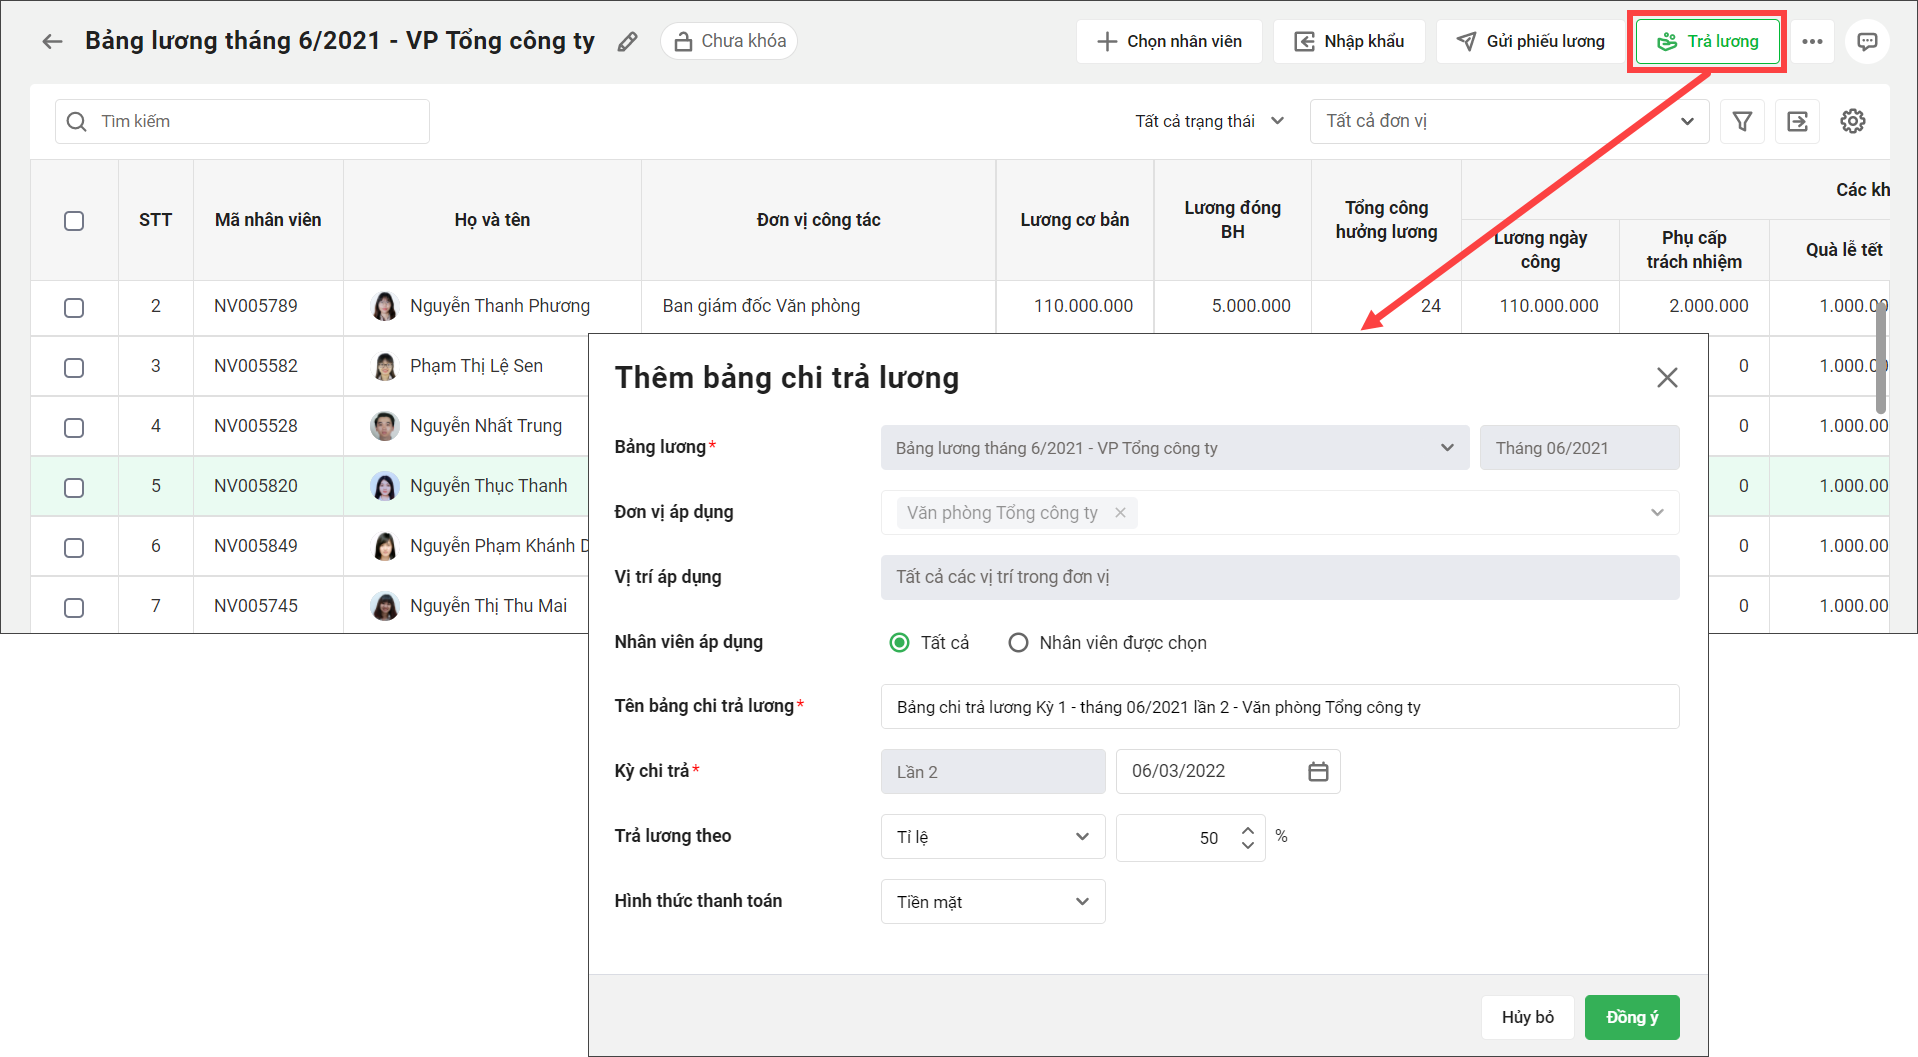 Bảng lương tháng 6/2021 - VP Tổng công ty
Chưa khóa
Chọn nhân viên
Nhập khẩu
Gửi phiếu lương
Trả lương
Tìm kiếm
Tất cả trạng thái
Tất cả đơn vị
STT
Mã nhân viên
Họ và tên
Đơn vị công tác
Lương cơ bản
Lương đóng
BH
Tổng công
hưởng lương
Các kh
Lương ngày
công
Phụ cấp
trách nhiệm
Quà lễ tết
2 NV005789 Nguyễn Thanh Phương Ban giám đốc Văn phòng 110.000.000 5.000.000 24 110.000.000 2.000.000 1.000.00
3 NV005582 Phạm Thị Lệ Sen 0 1.000.00
4 NV005528 Nguyễn Nhất Trung 0 1.000.00
5 NV005820 Nguyễn Thục Thanh 0 1.000.00
6 NV005849 Nguyễn Phạm Khánh 0 1.000.00
7 NV005745 Nguyễn Thị Thu Mai 0 1.000.00
Thêm bảng chi trả lương
Bảng lương* Bảng lương tháng 6/2021 - VP Tổng công ty Tháng 06/2021
Đơn vị áp dụng Văn phòng Tổng công ty
Vị trí áp dụng Tất cả các vị trí trong đơn vị
Nhân viên áp dụng Tất cả Nhân viên được chọn
Tên bảng chi trả lương* Bảng chi trả lương Kỳ 1 - tháng 06/2021 lần 2 - Văn phòng Tổng công ty
Kỳ chi trả* Lần 2 06/03/2022
Trả lương theo Tỉ lệ 50 %
Hình thức thanh toán Tiền mặt
Hủy bỏ
Đồng ý